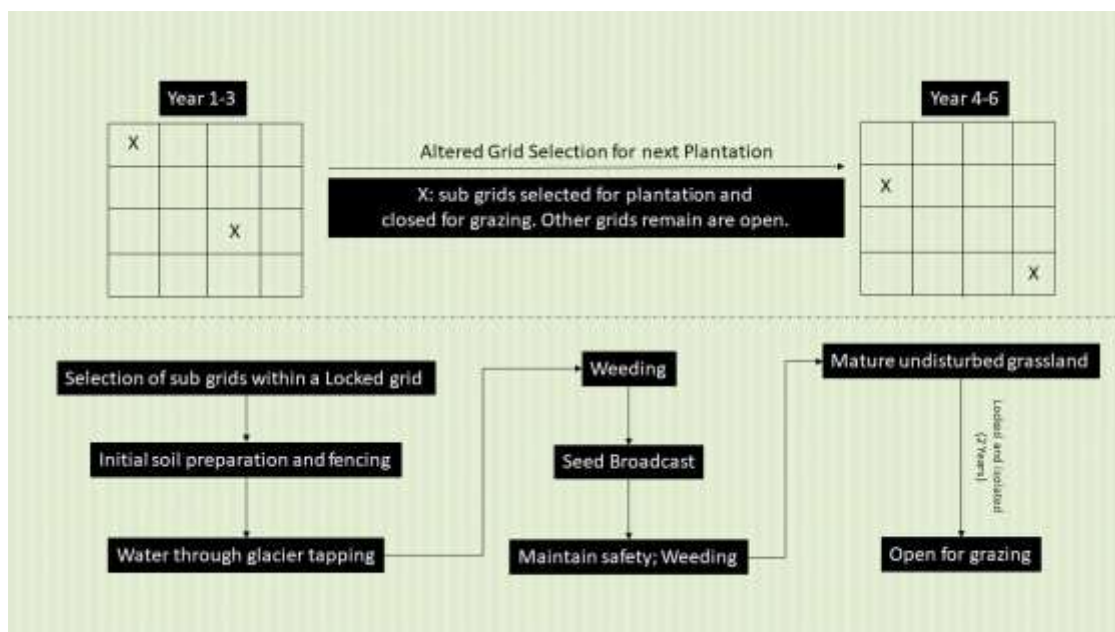 Year 1-3
Year 4-6
X
X
Altered Grid Selection for next Plantation
X: sub grids selected for plantation and
closed for grazing. Other grids remain are open.
X
X
Selection of sub grids within a Locked grid
Initial soil preparation and fencing
Water through glacier tapping
Weeding
Seed Broadcast
Maintain safety; Weeding
Mature undisturbed grassland
Locked and isolated
(2 Years)
Open for grazing